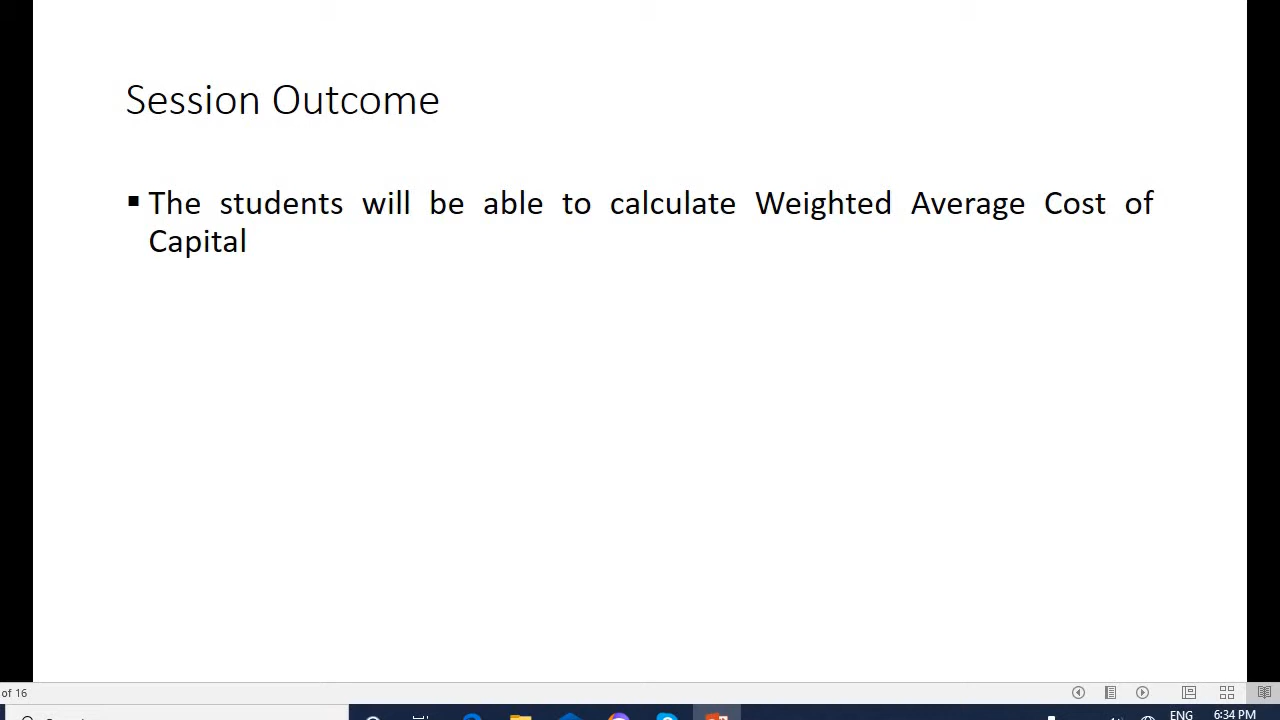 Session Outcome
▪ The students will be able to calculate Weighted Average Cost of
Capital
of 16
ENG
6:34 PM